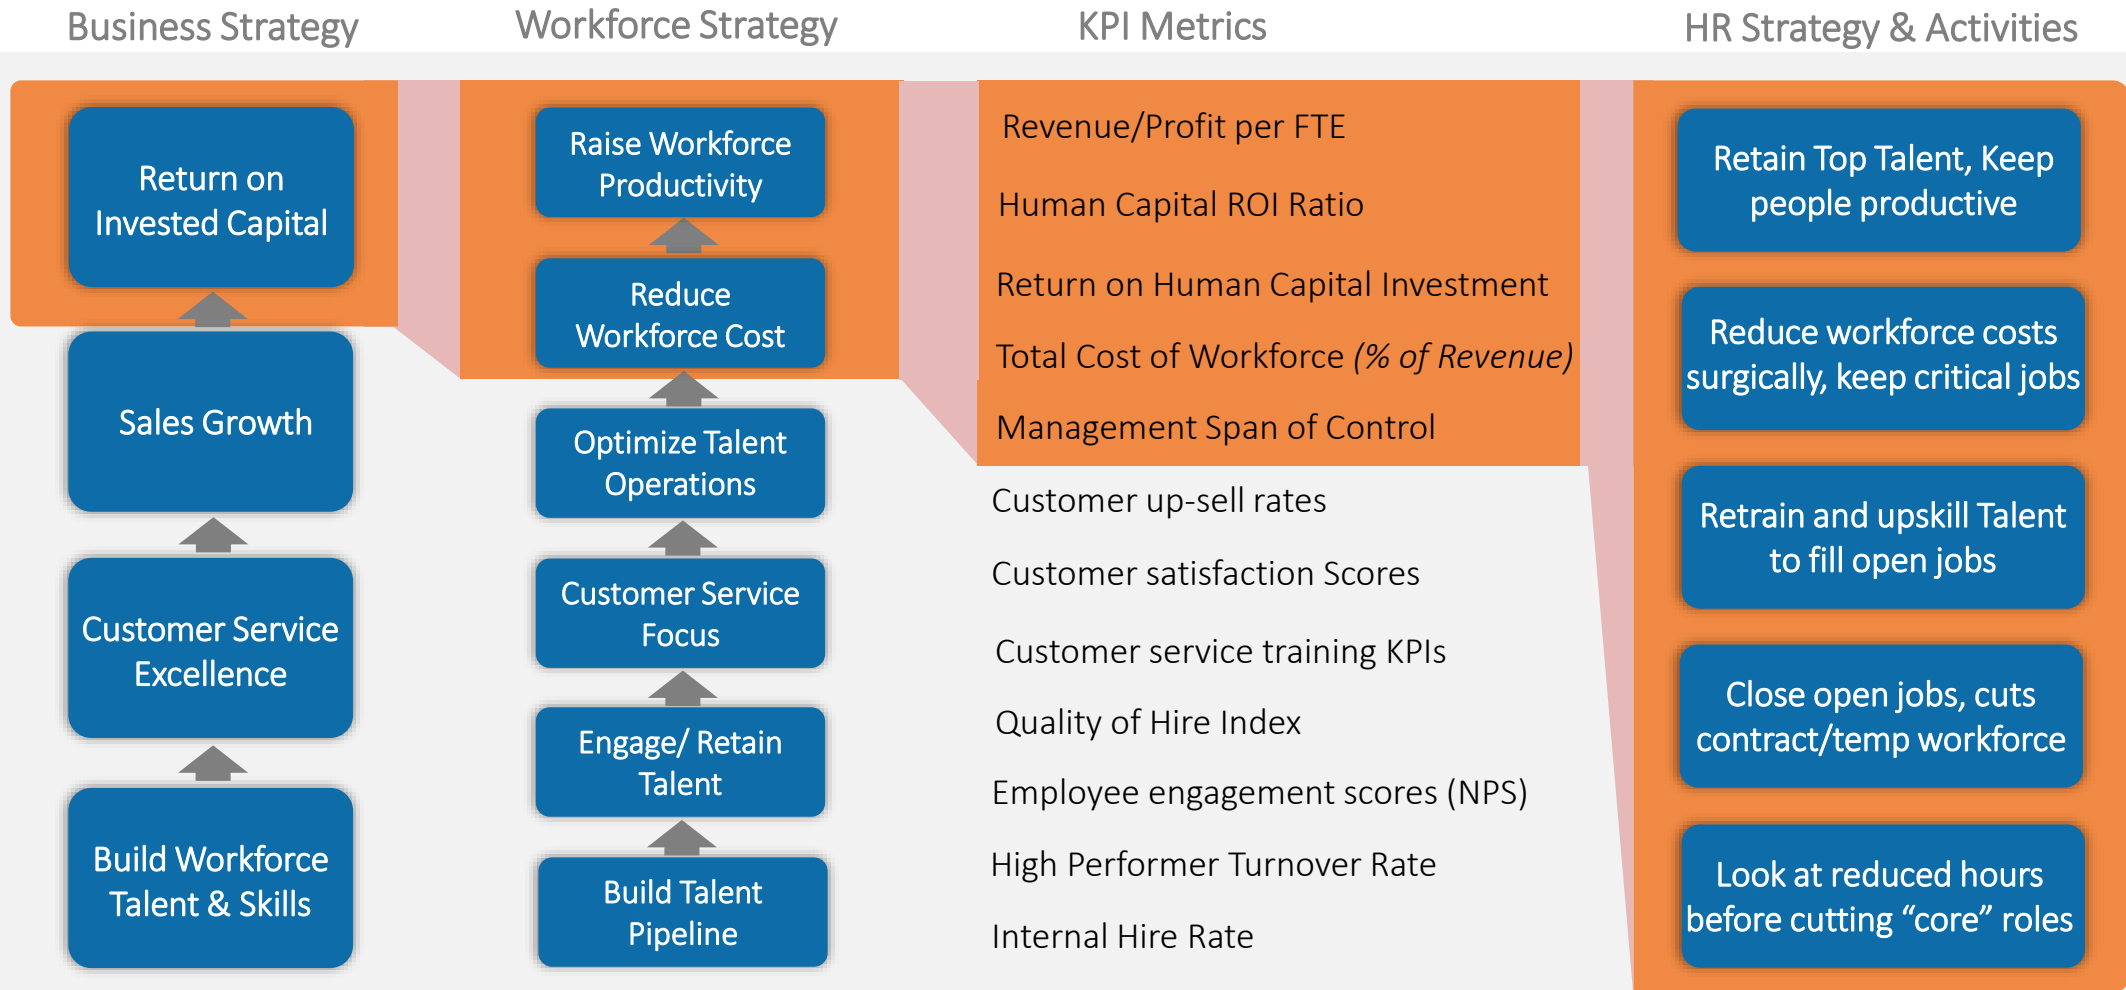 Business Strategy
Workforce Strategy
KPI Metrics
HR Strategy & Activities
Return on
Invested Capital
Sales Growth
Customer Service
Excellence
Build Workforce
Talent & Skills
Raise Workforce
Productivity
Reduce
Workforce Cost
Optimize Talent
Operations
Customer Service
Focus
Engage/ Retain
Talent
Build Talent
Pipeline
Revenue/Profit per FTE
Human Capital ROI Ratio
Return on Human Capital Investment
Total Cost of Workforce (% of Revenue)
Management Span of Control
Customer up-sell rates
Customer satisfaction Scores
Customer service training KPIs
Quality of Hire Index
Employee engagement scores (NPS)
High Performer Turnover Rate
Internal Hire Rate
Retain Top Talent, Keep
people productive
Reduce workforce costs
surgically, keep critical jobs
Retrain and upskill Talent
to fill open jobs
Close open jobs, cuts
contract/temp workforce
Look at reduced hours
before cutting “core” roles